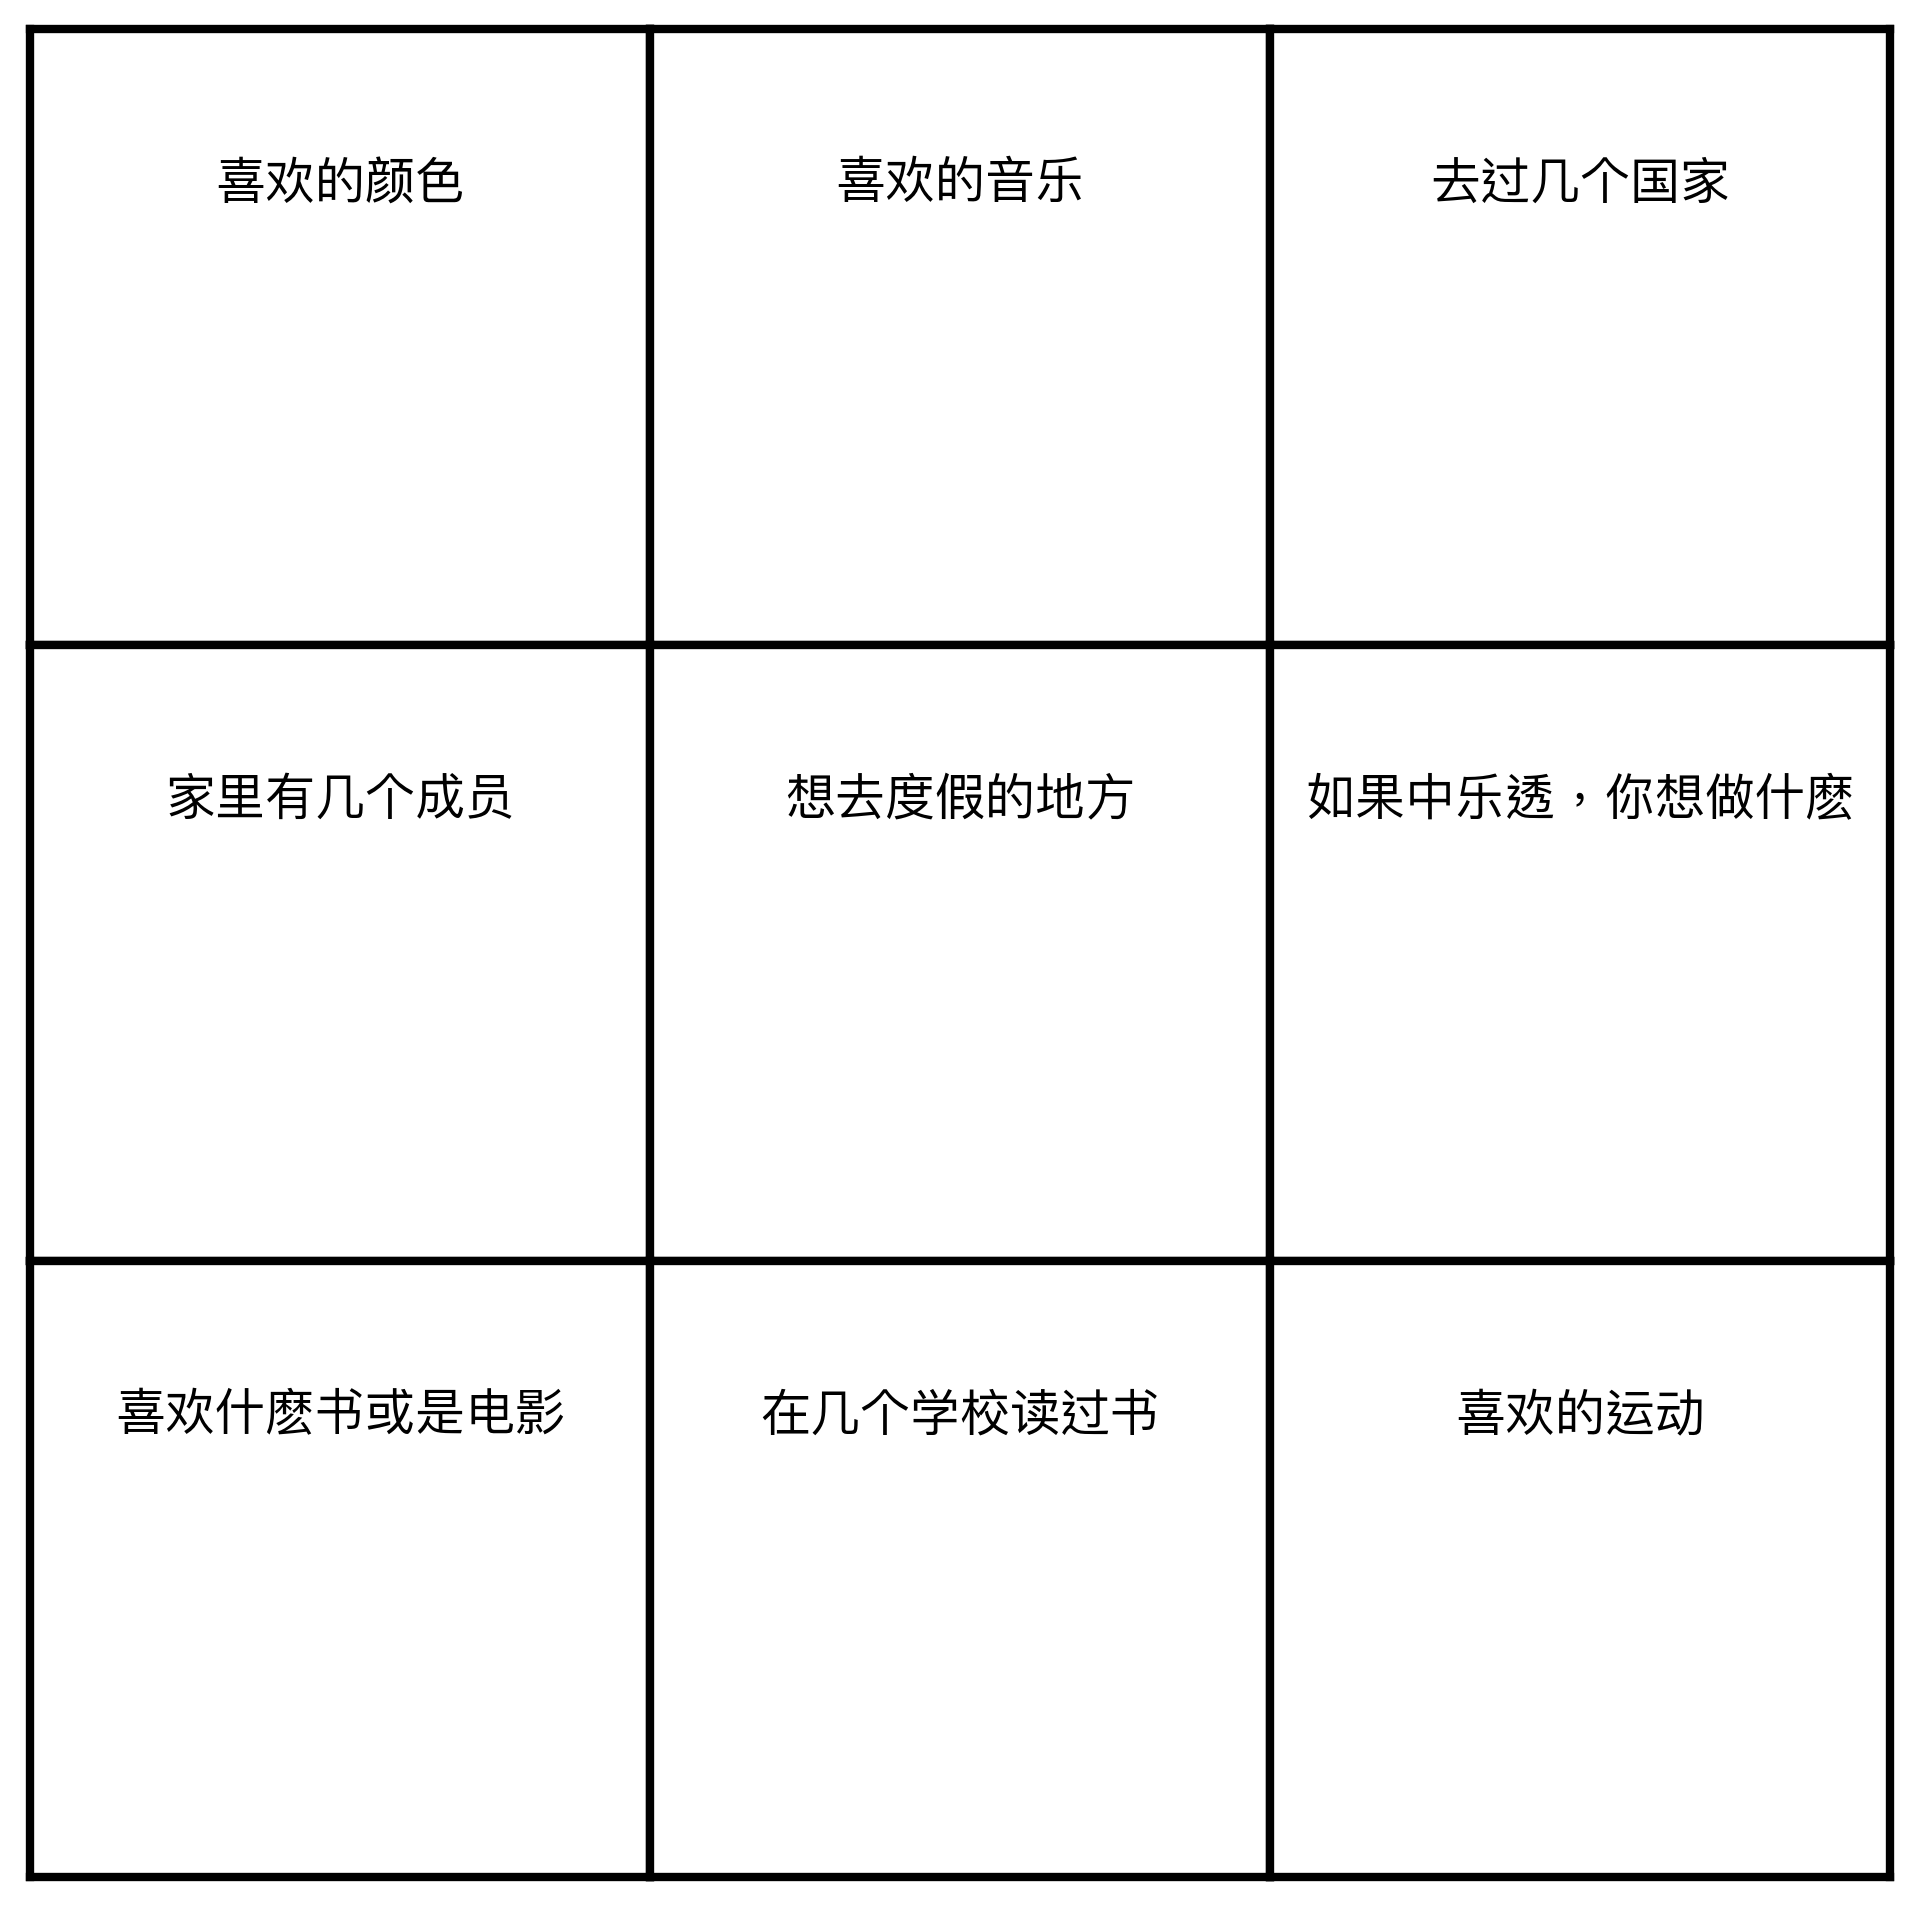 喜欢的颜色
喜欢的音乐
去过几个国家
家里有几个成员
想去度假的地方
如果中乐透，你想做什麽
喜欢什麽书或是电影
在几个学校读过书
喜欢的运动